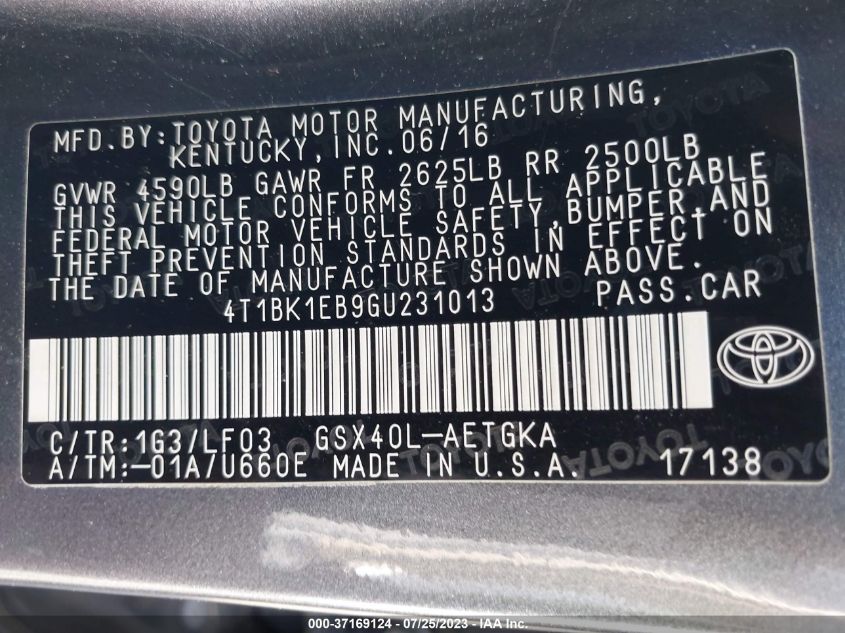 MFD. BY: TOYOTA MOTOR MANUFACTURING,
KENTUCKY, INC. 06/16
GVWR 4590LB GAWR FR 2625LB RR 2500LB
THIS VEHICLE CONFORMS TO ALL APPLICABLE
FEDERAL MOTOR VEHICLE SAFETY, BUMPER, AND
THEFT PREVENTION STANDARDS IN EFFECT ON
THE DATE OF MANUFACTURE SHOWN ABOVE.
4T1BK1EB9GU231013 PASS. CAR
C/TR: 1G3/LF03 GSX40L-AETGKA
A/TM: -01A/U660E MADE IN U.S.A. 17138
000-37169124 - 07/25/2023 - IAA Inc.